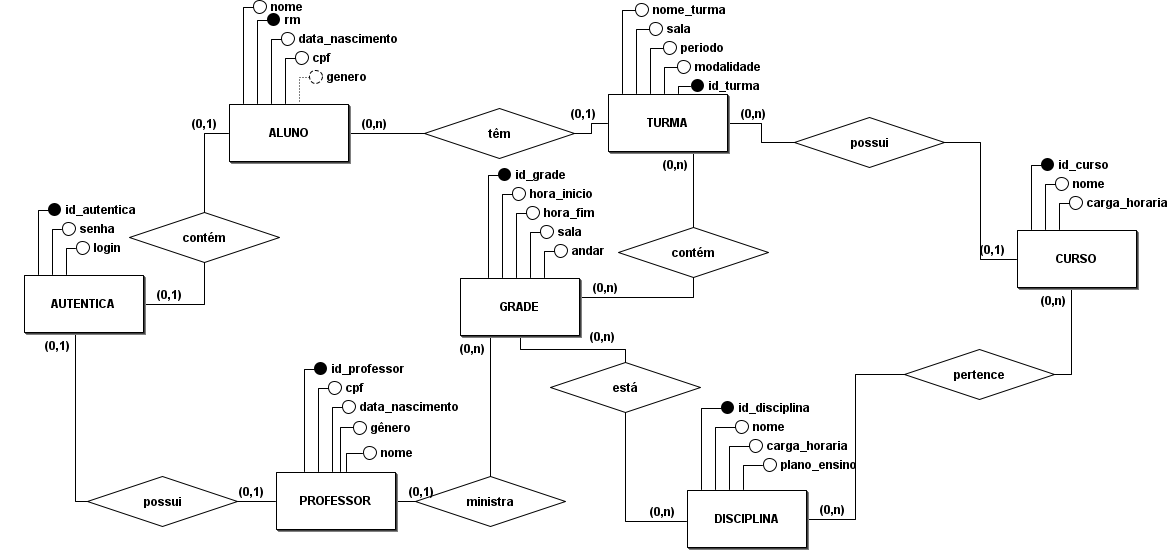 nome
rm
data_nascimento
cpf
genero
ALUNO
(0,1)
(0,n)
têm
(0,1)
nome_turma
sala
periodo
modalidade
id_turma
TURMA
(0,n)
(0,n)
possui
(0,1)
id_curso
nome
carga_horaria
CURSO
(0,n)
contém
id_autentica
senha
login
AUTENTICA
(0,1)
(0,1)
id_grade
hora_inicio
hora_fim
sala
andar
GRADE
(0,n)
contém
(0,n)
(0,n)
está
pertence
id_professor
cpf
data_nascimento
gênero
nome
PROFESSOR
possui
(0,1)
(0,1)
ministra
id_disciplina
nome
carga_horaria
plano_ensino
DISCIPLINA
(0,n)
(0,n)